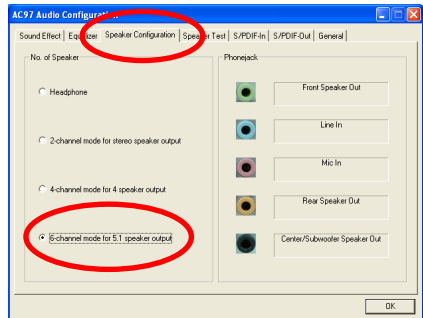 AC97 Audio Configuration
Sound Effect Equalizer Speaker Configuration Speaker Test S/PDIF-In S/PDIF-Out General
No. of Speaker
Headphone
2-channel mode for stereo speaker output
4-channel mode for 4 speaker output
6-channel mode for 5.1 speaker output
Phonejack
Front Speaker Out
Line In
Mic In
Rear Speaker Out
Center/Subwoofer Speaker Out
OK